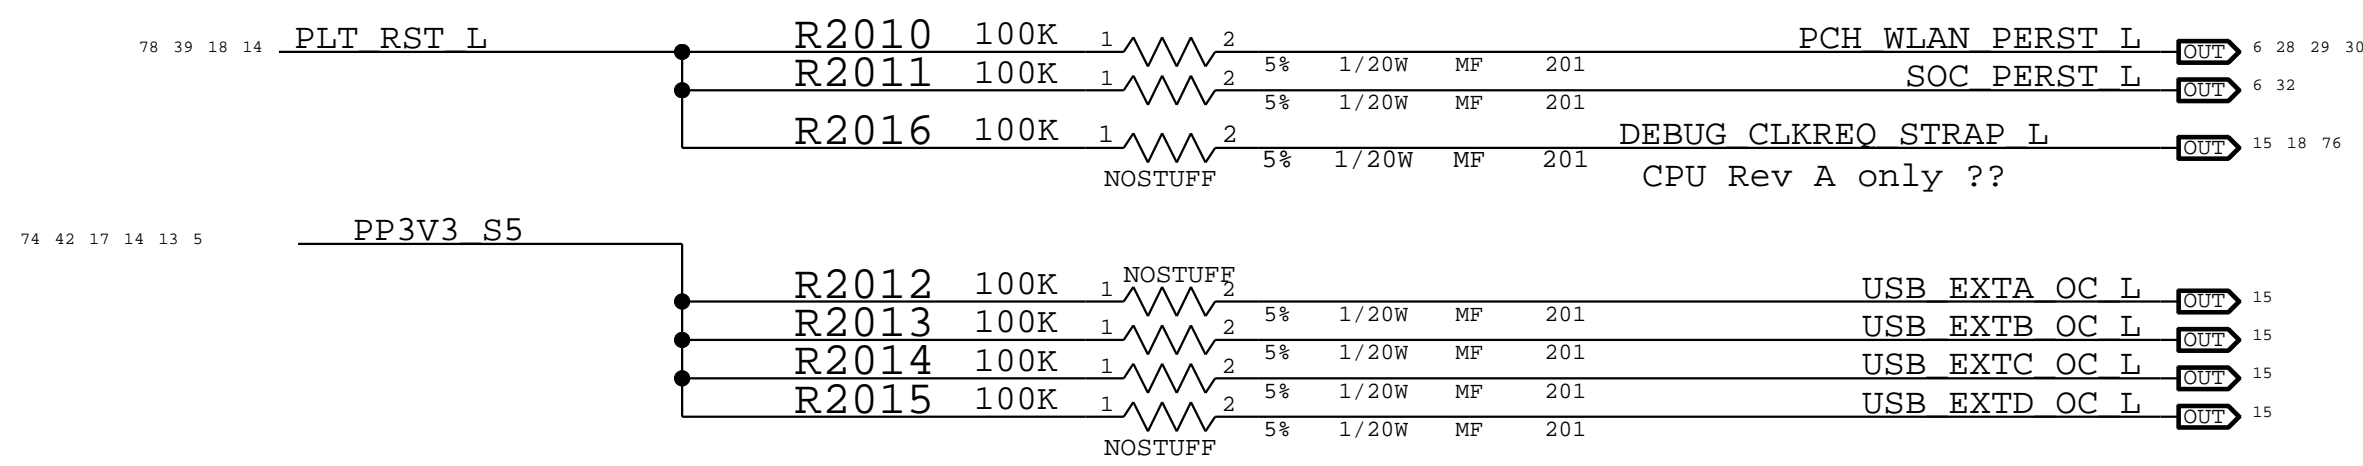 78 39 18 14 PLT_RST_L R2010 100K 1 2 PCH_WLAN_PERST_L OUT 6 28 29 30
5% 1/20W MF 201
R2011 100K 1 2 SOC_PERST_L OUT 6 32
5% 1/20W MF 201
R2016 100K 1 2 DEBUG_CLKREQ_STRAP_L OUT 15 18 76
5% 1/20W MF 201
NOSTUFF CPU Rev A only ??
74 42 17 14 13 5 PP3V3_S5
NOSTUFF
R2012 100K 1 2 USB_EXTA_OC_L OUT 15
5% 1/20W MF 201
R2013 100K 1 2 USB_EXTB_OC_L OUT 15
5% 1/20W MF 201
R2014 100K 1 2 USB_EXTC_OC_L OUT 15
5% 1/20W MF 201
R2015 100K 1 2 USB_EXTD_OC_L OUT 15
5% 1/20W MF 201
NOSTUFF